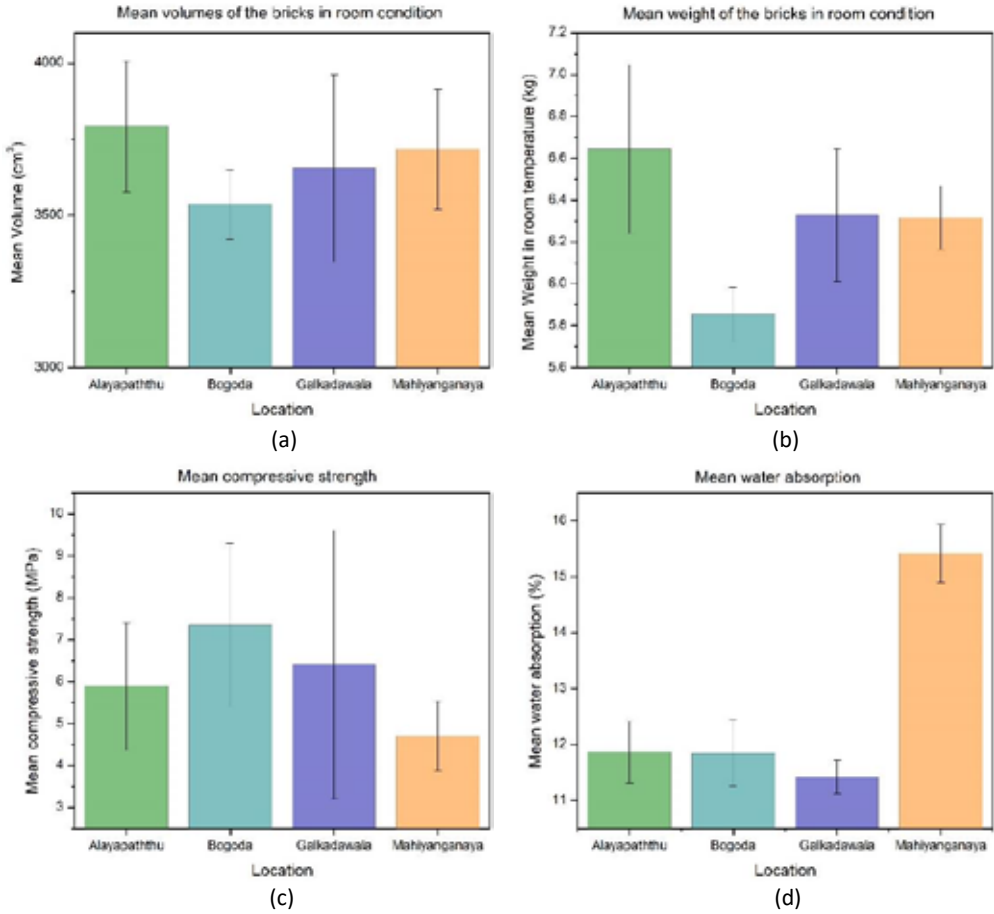 Mean volumes of the bricks in room condition
Mean Volume (cm³)
4000
3500
3000
Alayapaththu Bogoda Galkadawala Mahiyanganaya
Location
(a)
Mean weight of the bricks in room condition
Mean Weight in room temperature (kg)
7.2
7.0
6.8
6.6
6.4
6.2
6.0
5.8
5.6
Alayapaththu Bogoda Galkadawala Mahiyanganaya
Location
(b)
Mean compressive strength
Mean compressive strength (MPa)
10
9
8
7
6
5
4
3
Alayapaththu Bogoda Galkadawala Mahiyanganaya
Location
(c)
Mean water absorption
Mean water absorption (%)
16
15
14
13
12
11
Alayapaththu Bogoda Galkadawala Mahiyanganaya
Location
(d)